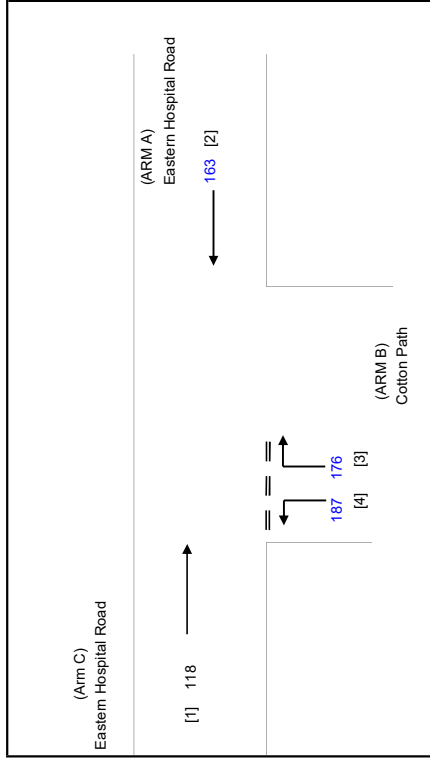 (Arm C)
Eastern Hospital Road
[1] 118
(ARM A)
Eastern Hospital Road
163 [2]
187
[4]
176
[3]
(ARM B)
Cotton Path